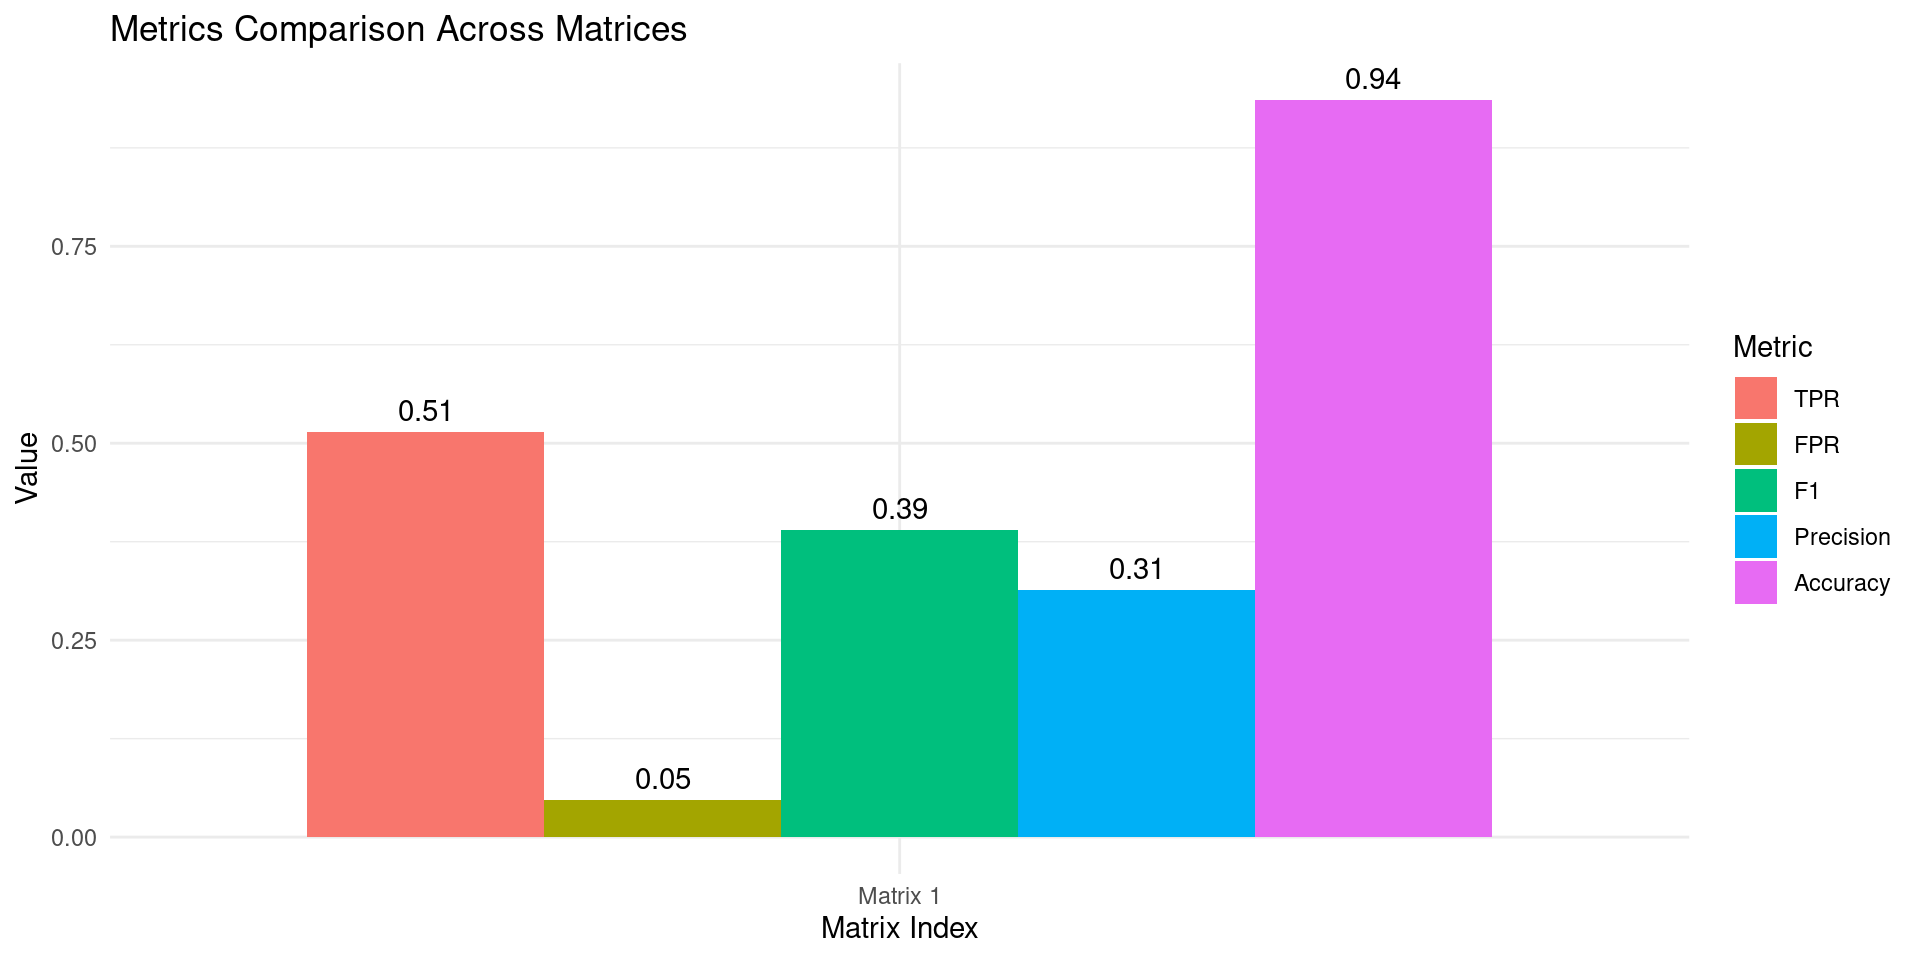 Metrics Comparison Across Matrices
0.94
0.75
0.51
0.50
0.39
0.31
0.25
0.05
0.00
Value
Matrix 1
Matrix Index
Metric
TPR
FPR
F1
Precision
Accuracy